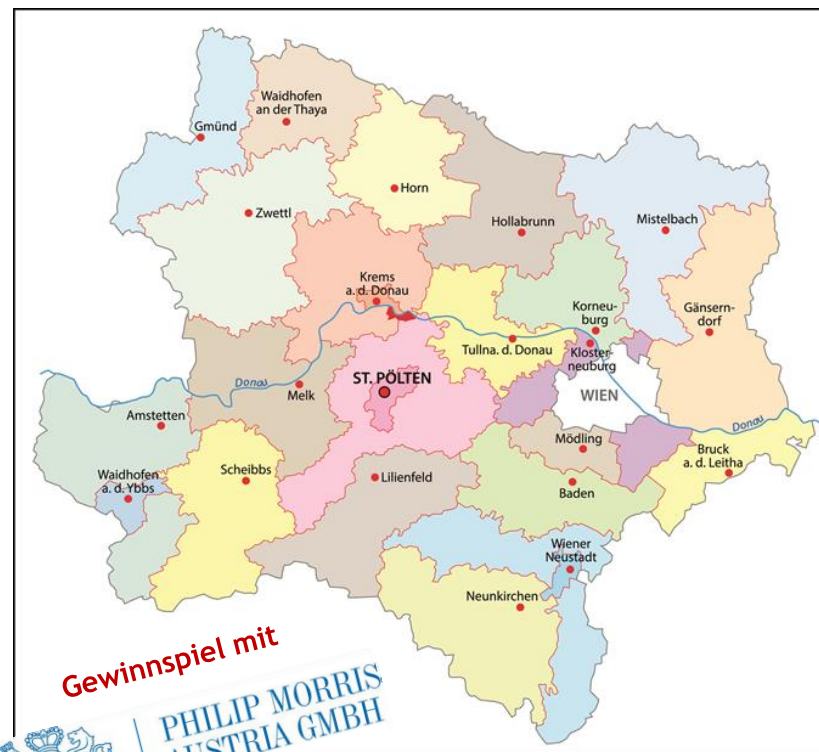 Waidhofen
an der Thaya
Gmünd
Horn
Zwettl
Hollabrunn
Mistelbach
Krems
a. d. Donau
Korneu-
burg
Gänsern-
dorf
Tullna. d. Donau
Kloster-
neuburg
ST. PÖLTEN
WIEN
Donau
Melk
Donau
Amstetten
Mödling
Bruck
a. d. Leitha
Waidhofen
a. d. Ybbs
Scheibbs
Lilienfeld
Baden
Wiener
Neustadt
Neunkirchen
Gewinnspiel mit
PHILIP MORRIS
AUSTRIA GMBH